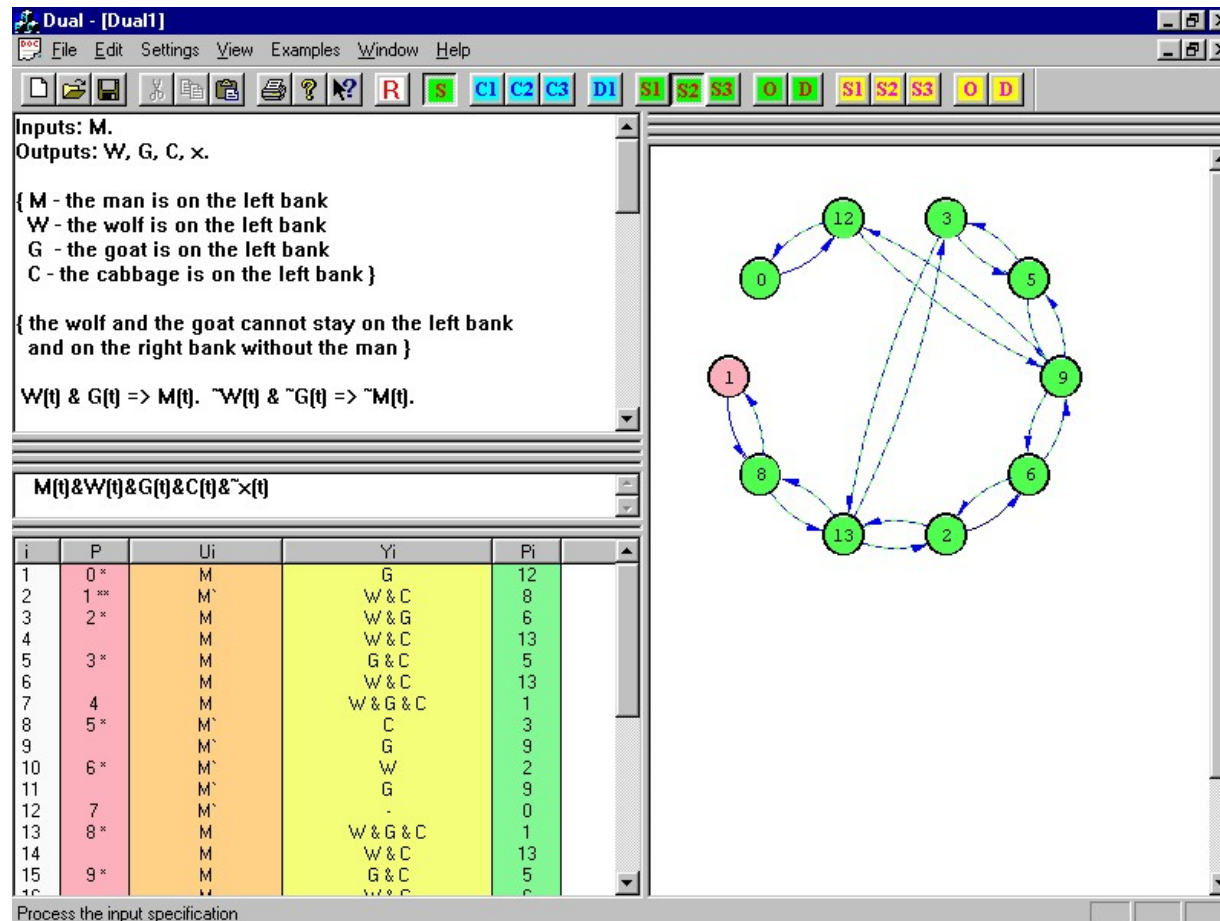 Dual - [Dual1]
File Edit Settings View Examples Window Help
R S C1 C2 C3 D1 S1 S2 S3 O D S1 S2 S3 O D
Inputs: M.
Outputs: W, G, C, x.
{ M - the man is on the left bank
W - the wolf is on the left bank
G - the goat is on the left bank
C - the cabbage is on the left bank }
{ the wolf and the goat cannot stay on the left bank
and on the right bank without the man }
W(t) & G(t) => M(t). ~W(t) & ~G(t) => ~M(t).
M(t)&W(t)&G(t)&C(t)&~x(t)
i P Ui Yi Pi
1 0 * M G 12
2 1 ** M` W & C 8
3 2 * M W & G 6
4 M W & C 13
5 3 * M G & C 5
6 M W & C 13
7 4 M W & G & C 1
8 5 * M` C 3
9 M` G 9
10 6 * M` W 2
11 M` G 9
12 7 M` - 0
13 8 * M W & G & C 1
14 M W & C 13
15 9 * M G & C 5
12 3
0 5
1 9
8 6
13 2
Process the input specification